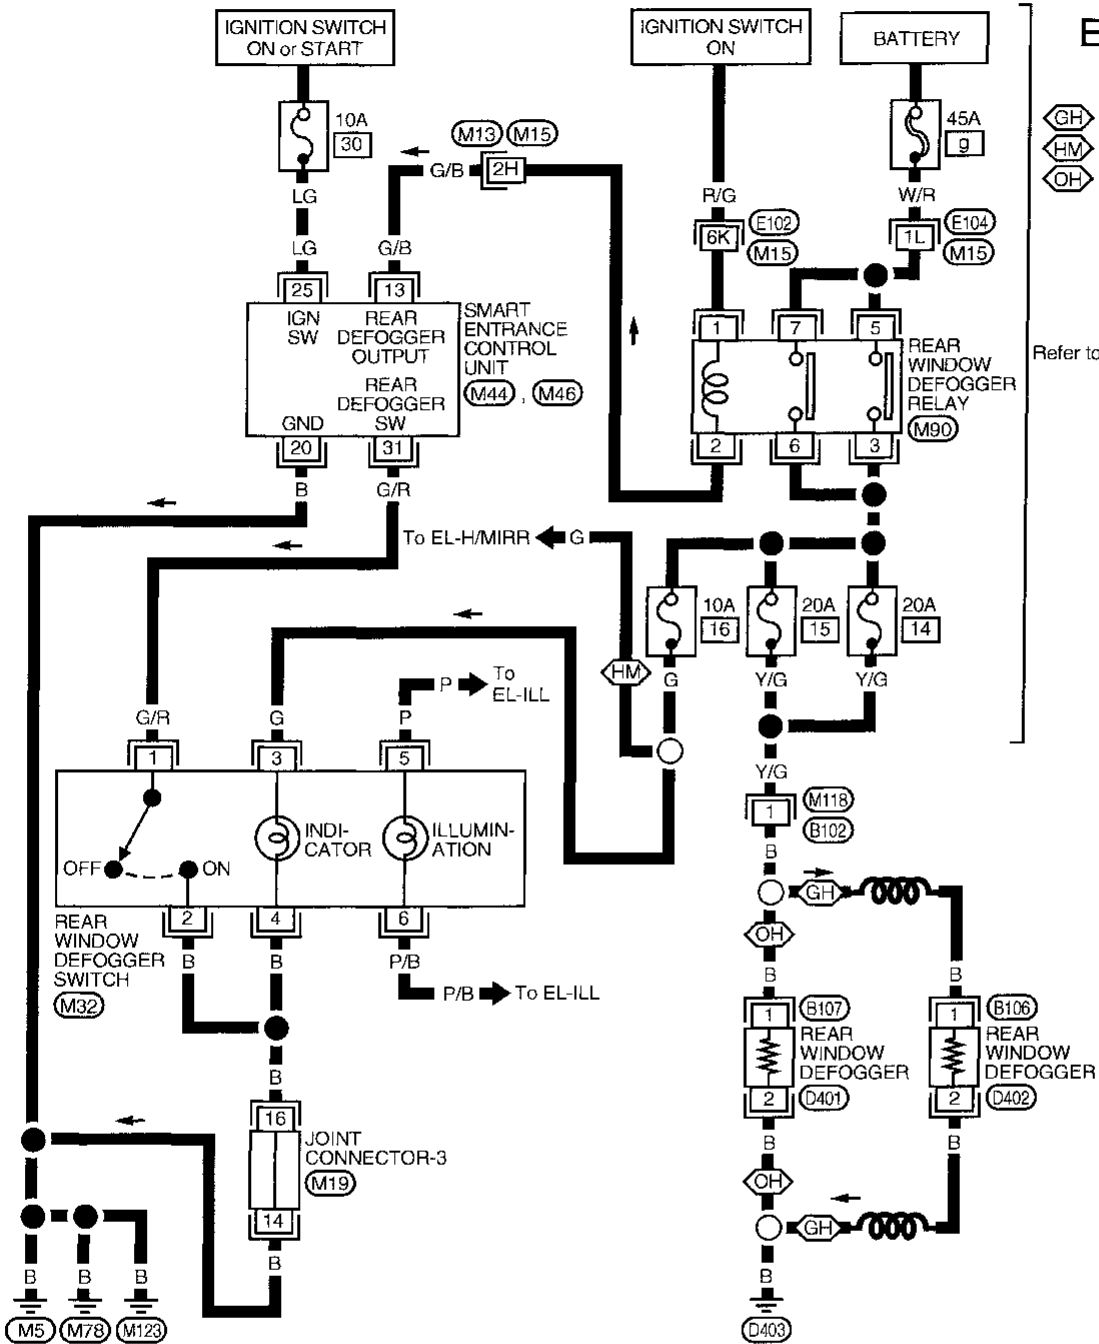 IGNITION SWITCH
ON or START
IGNITION SWITCH
ON
BATTERY
E
10A
30
M13
M15
45A
9
GH
HM
OH
LG
G/B
2H
R/G
W/R
LG
G/B
6K
E102
M15
1L
E104
M15
25
13
IGN
SW
REAR
DEFOGGER
OUTPUT
REAR
DEFOGGER
SW
GND
SMART
ENTRANCE
CONTROL
UNIT
M44 , M46
1
7
5
REAR
WINDOW
DEFOGGER
RELAY
M90
Refer to
20
31
2
6
3
B
G/R
To EL-H/MIRR
G
10A
16
20A
15
20A
14
HM
G
Y/G
Y/G
P
To
EL-ILL
G/R
G
P
Y/G
1
3
5
1
M118
B102
OFF
ON
INDI-
CATOR
ILLUMIN-
ATION
B
GH
2
4
6
OH
REAR
WINDOW
DEFOGGER
SWITCH
M32
B
B
P/B
P/B
To EL-ILL
B
B
1
B107
1
B106
REAR
WINDOW
DEFOGGER
REAR
WINDOW
DEFOGGER
B
2
D401
2
D402
16
JOINT
CONNECTOR-3
M19
14
B
B
OH
GH
B
B
B
B
B
M5
M78
M123
D403